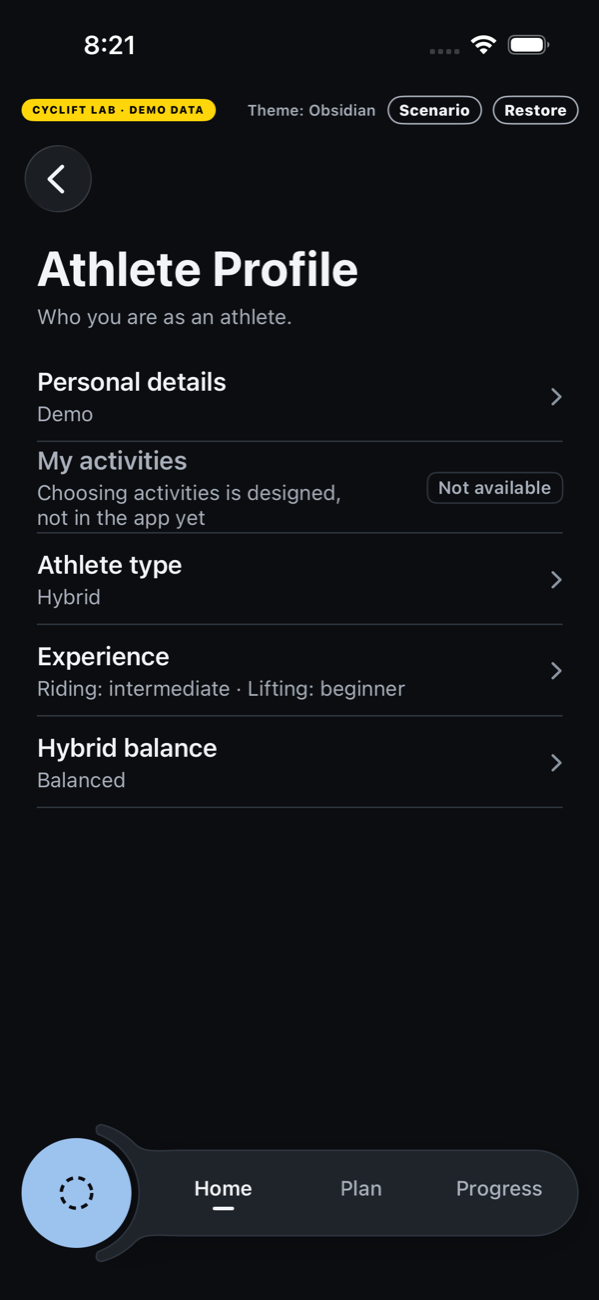 8:21
CYCLIFT LAB · DEMO DATA
Theme: Obsidian
Scenario
Restore
Athlete Profile
Who you are as an athlete.
Personal details
Demo
My activities
Choosing activities is designed,
not in the app yet
Not available
Athlete type
Hybrid
Experience
Riding: intermediate · Lifting: beginner
Hybrid balance
Balanced
Home
Plan
Progress